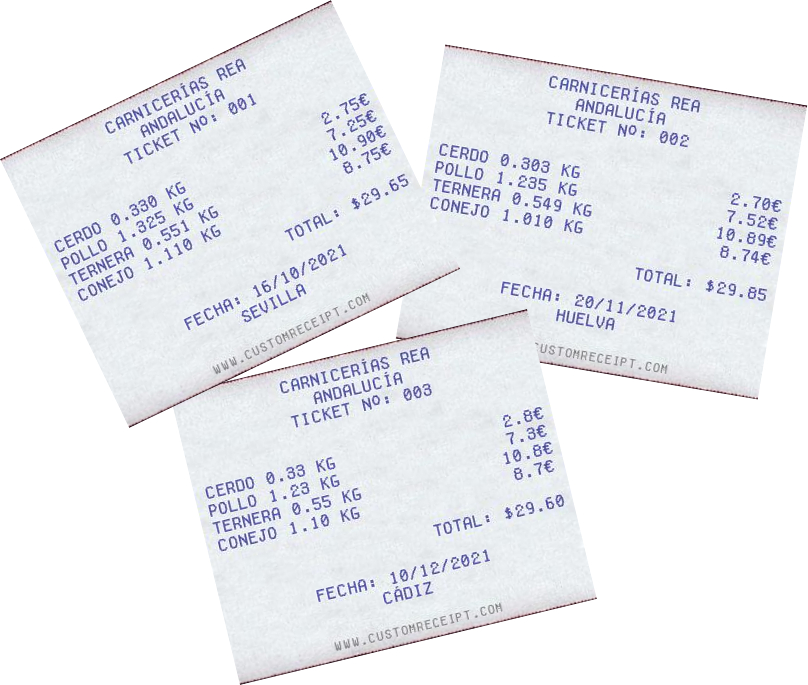 CARNICERÍAS REA
ANDALUCÍA
TICKET Nº: 001
CERDO 0.330 KG 2.75€
POLLO 1.325 KG 7.25€
TERNERA 0.551 KG 10.90€
CONEJO 1.110 KG 8.75€
TOTAL: $29.65
FECHA: 16/10/2021
SEVILLA
WWW.CUSTOMRECEIPT.COM
CARNICERÍAS REA
ANDALUCÍA
TICKET Nº: 002
CERDO 0.303 KG 2.70€
POLLO 1.235 KG 7.52€
TERNERA 0.549 KG 10.89€
CONEJO 1.010 KG 8.74€
TOTAL: $29.85
FECHA: 20/11/2021
HUELVA
CUSTOMRECEIPT.COM
CARNICERÍAS REA
ANDALUCÍA
TICKET Nº: 003
CERDO 0.33 KG 2.8€
POLLO 1.23 KG 7.3€
TERNERA 0.55 KG 10.8€
CONEJO 1.10 KG 8.7€
TOTAL: $29.60
FECHA: 10/12/2021
CÁDIZ
WWW.CUSTOMRECEIPT.COM